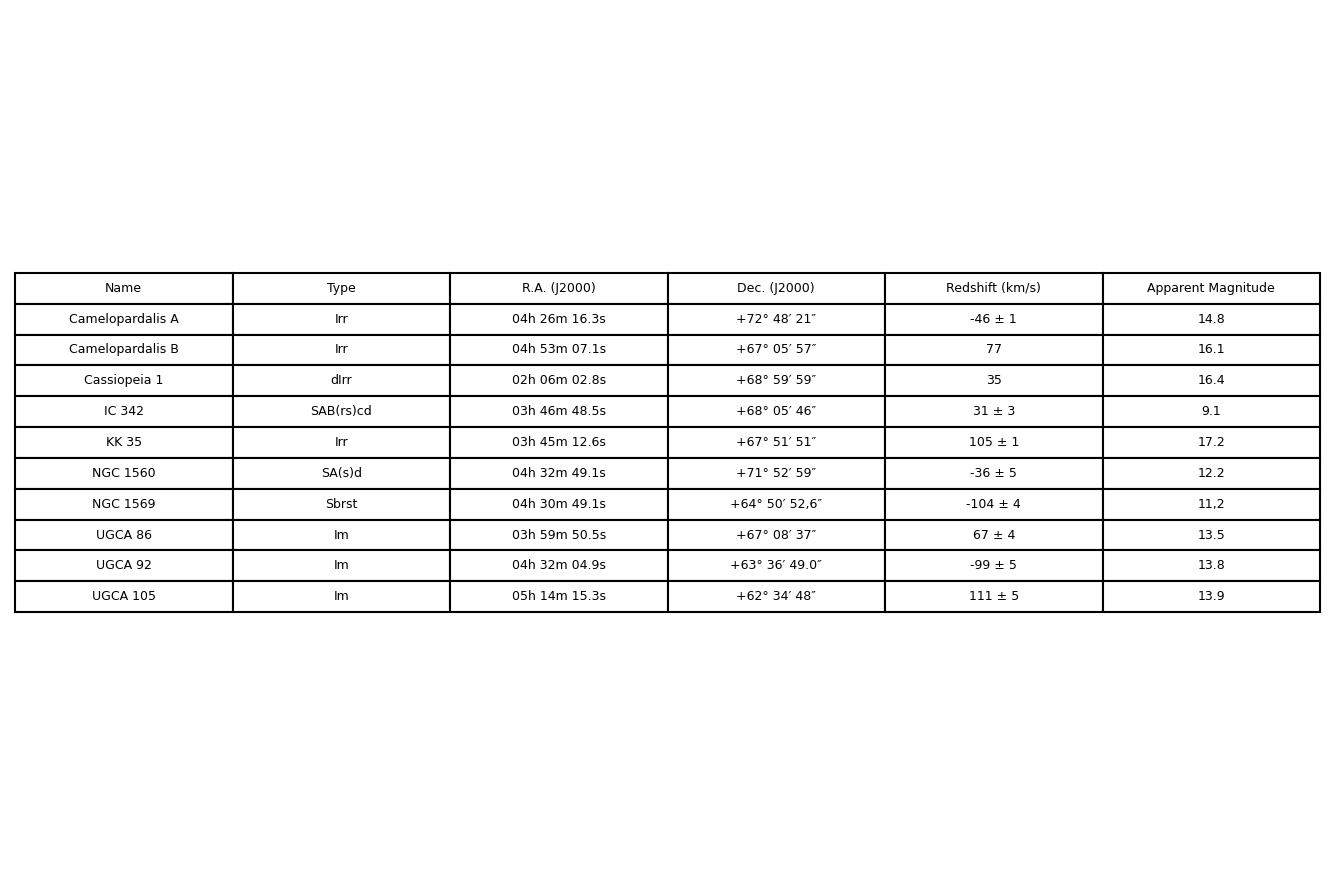 Name Type R.A. (J2000) Dec. (J2000) Redshift (km/s) Apparent Magnitude
Camelopardalis A Irr 04h 26m 16.3s +72° 48′ 21″ -46 ± 1 14.8
Camelopardalis B Irr 04h 53m 07.1s +67° 05′ 57″ 77 16.1
Cassiopeia 1 dIrr 02h 06m 02.8s +68° 59′ 59″ 35 16.4
IC 342 SAB(rs)cd 03h 46m 48.5s +68° 05′ 46″ 31 ± 3 9.1
KK 35 Irr 03h 45m 12.6s +67° 51′ 51″ 105 ± 1 17.2
NGC 1560 SA(s)d 04h 32m 49.1s +71° 52′ 59″ -36 ± 5 12.2
NGC 1569 Sbrst 04h 30m 49.1s +64° 50′ 52,6″ -104 ± 4 11,2
UGCA 86 Im 03h 59m 50.5s +67° 08′ 37″ 67 ± 4 13.5
UGCA 92 Im 04h 32m 04.9s +63° 36′ 49.0″ -99 ± 5 13.8
UGCA 105 Im 05h 14m 15.3s +62° 34′ 48″ 111 ± 5 13.9